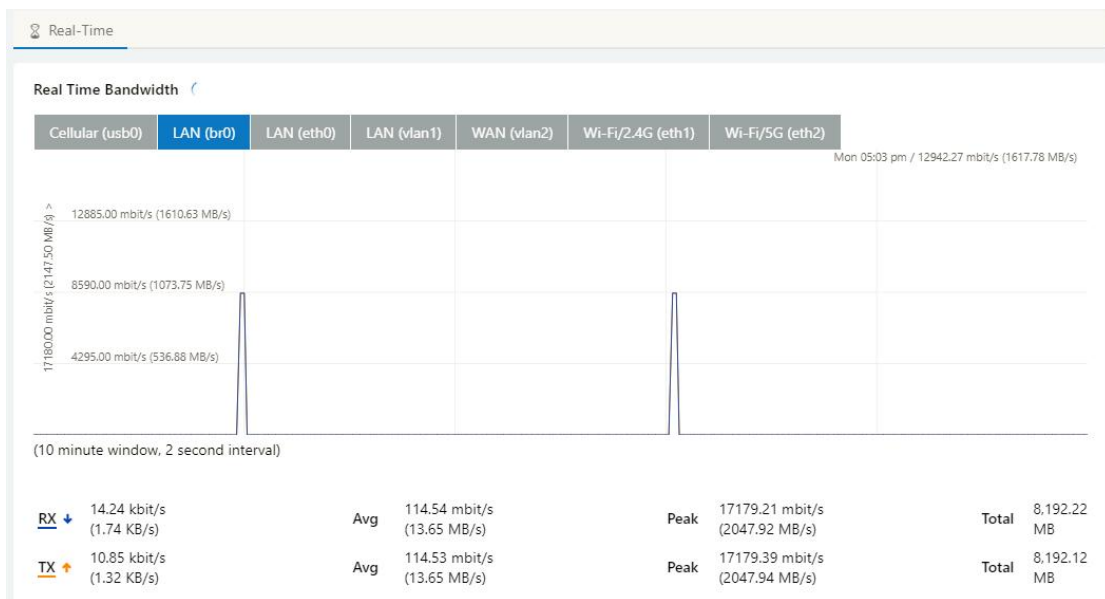 Real-Time
Real Time Bandwidth
Cellular (usb0) LAN (br0) LAN (eth0) LAN (vlan1) WAN (vlan2) Wi-Fi/2.4G (eth1) Wi-Fi/5G (eth2)
Mon 05:03 pm / 12942.27 mbit/s (1617.78 MB/s)
17180.00 mbit/s (2147.50 MB/s) >
12885.00 mbit/s (1610.63 MB/s)
8590.00 mbit/s (1073.75 MB/s)
4295.00 mbit/s (536.88 MB/s)
(10 minute window, 2 second interval)
RX 14.24 kbit/s Avg 114.54 mbit/s Peak 17179.21 mbit/s Total 8,192.22
(1.74 KB/s) (13.65 MB/s) (2047.92 MB/s) MB
TX 10.85 kbit/s Avg 114.53 mbit/s Peak 17179.39 mbit/s Total 8,192.12
(1.32 KB/s) (13.65 MB/s) (2047.94 MB/s) MB